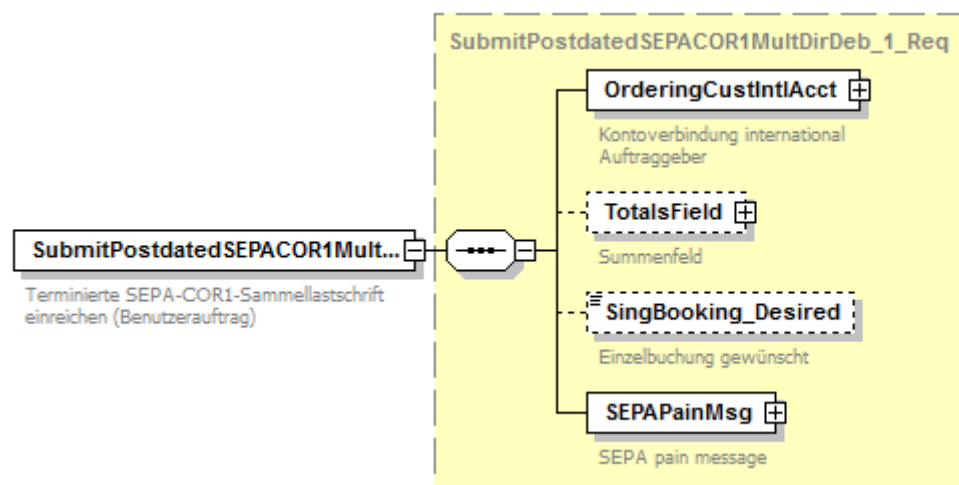 SubmitPostdatedSEPACOR1MultDirDeb_1_Req
OrderingCustIntlAcct
Kontoverbindung international
Auftraggeber
TotalsField
Summenfeld
SubmitPostdatedSEPACOR1Mult...
Terminierte SEPA-COR1-Sammellastschrift
einreichen (Benutzerauftrag)
SingBooking_Desired
Einzelbuchung gewünscht
SEPAPainMsg
SEPA pain message